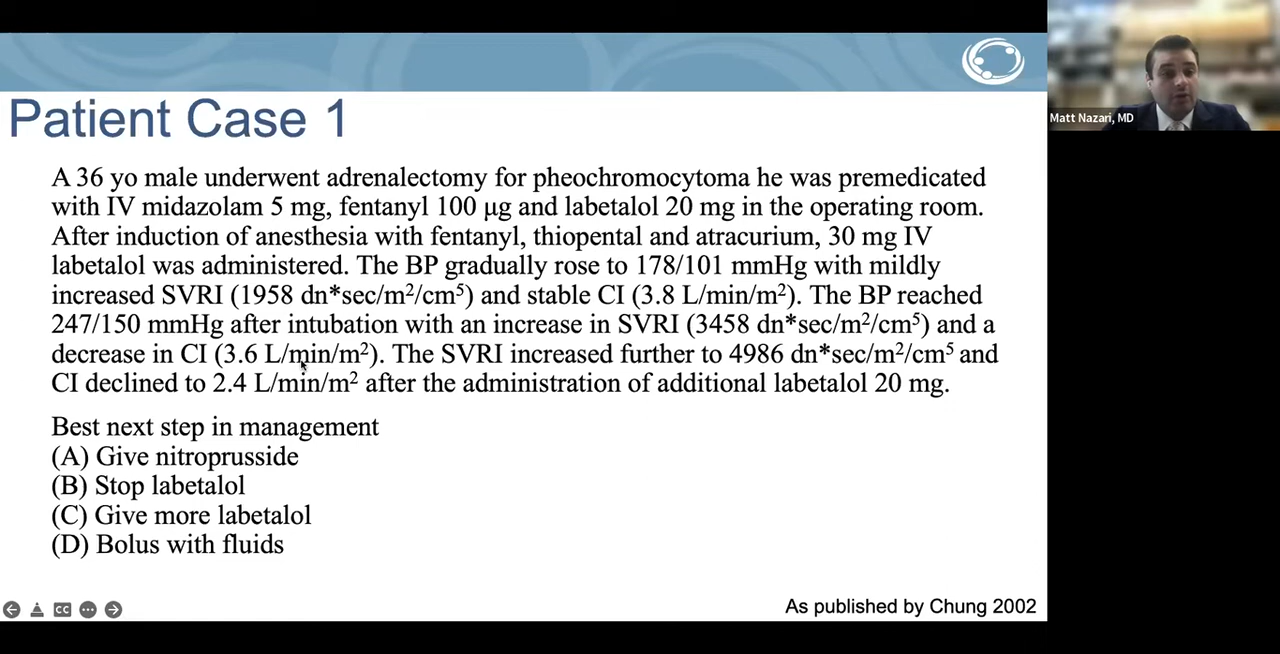 Patient Case 1
A 36 yo male underwent adrenalectomy for pheochromocytoma he was premedicated
with IV midazolam 5 mg, fentanyl 100 μg and labetalol 20 mg in the operating room.
After induction of anesthesia with fentanyl, thiopental and atracurium, 30 mg IV
labetalol was administered. The BP gradually rose to 178/101 mmHg with mildly
increased SVRI (1958 dn*sec/m²/cm⁵) and stable CI (3.8 L/min/m²). The BP reached
247/150 mmHg after intubation with an increase in SVRI (3458 dn*sec/m²/cm⁵) and a
decrease in CI (3.6 L/min/m²). The SVRI increased further to 4986 dn*sec/m²/cm⁵ and
CI declined to 2.4 L/min/m² after the administration of additional labetalol 20 mg.
Best next step in management
(A) Give nitroprusside
(B) Stop labetalol
(C) Give more labetalol
(D) Bolus with fluids
CC
As published by Chung 2002
Matt Nazari, MD